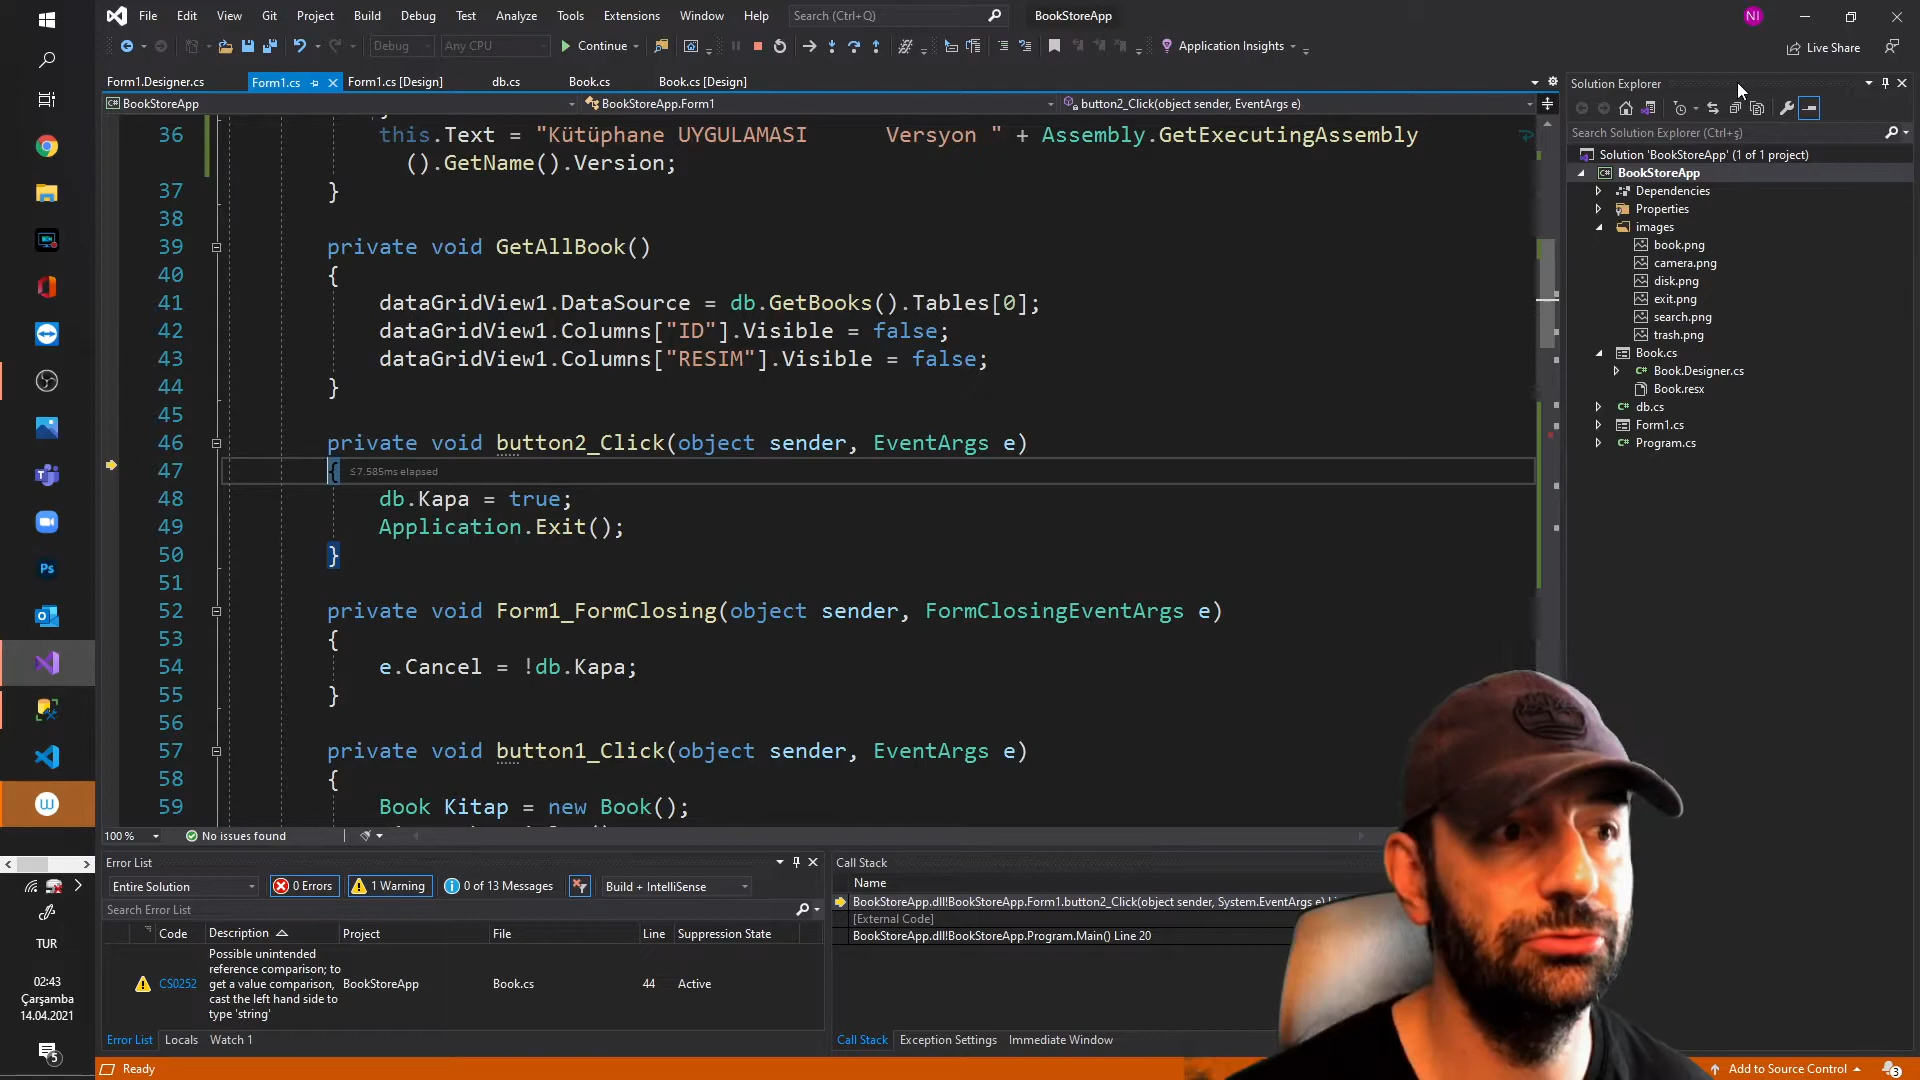 File Edit View Git Project Build Debug Test Analyze Tools Extensions Window Help Search (Ctrl+Q) BookStoreApp NI
Debug Any CPU Continue Application Insights Live Share
Form1.Designer.cs Form1.cs Form1.cs [Design] db.cs Book.cs Book.cs [Design]
BookStoreApp BookStoreApp.Form1 button2_Click(object sender, EventArgs e)
36 this.Text = "Kütüphane UYGULAMASI Versyon " + Assembly.GetExecutingAssembly
().GetName().Version;
37 }
38
39 private void GetAllBook()
40 {
41 dataGridView1.DataSource = db.GetBooks().Tables[0];
42 dataGridView1.Columns["ID"].Visible = false;
43 dataGridView1.Columns["RESIM"].Visible = false;
44 }
45
46 private void button2_Click(object sender, EventArgs e)
47 { ≤7.585ms elapsed
48 db.Kapa = true;
49 Application.Exit();
50 }
51
52 private void Form1_FormClosing(object sender, FormClosingEventArgs e)
53 {
54 e.Cancel = !db.Kapa;
55 }
56
57 private void button1_Click(object sender, EventArgs e)
58 {
59 Book Kitap = new Book();
100 % No issues found
Solution Explorer
Search Solution Explorer (Ctrl+ş)
Solution 'BookStoreApp' (1 of 1 project)
BookStoreApp
Dependencies
Properties
images
book.png
camera.png
disk.png
exit.png
search.png
trash.png
Book.cs
Book.Designer.cs
Book.resx
db.cs
Form1.cs
Program.cs
Error List
Entire Solution 0 Errors 1 Warning 0 of 13 Messages Build + IntelliSense
Search Error List
Code Description Project File Line Suppression State
CS0252 Possible unintended reference comparison; to get a value comparison, cast the left hand side to type 'string' BookStoreApp Book.cs 44 Active
Error List Locals Watch 1
Call Stack
Name
BookStoreApp.dll!BookStoreApp.Form1.button2_Click(object sender, System.EventArgs e)
[External Code]
BookStoreApp.dll!BookStoreApp.Program.Main() Line 20
Call Stack Exception Settings Immediate Window
Ready Add to Source Control 3
Ps
TUR
02:43
Çarşamba
14.04.2021
5